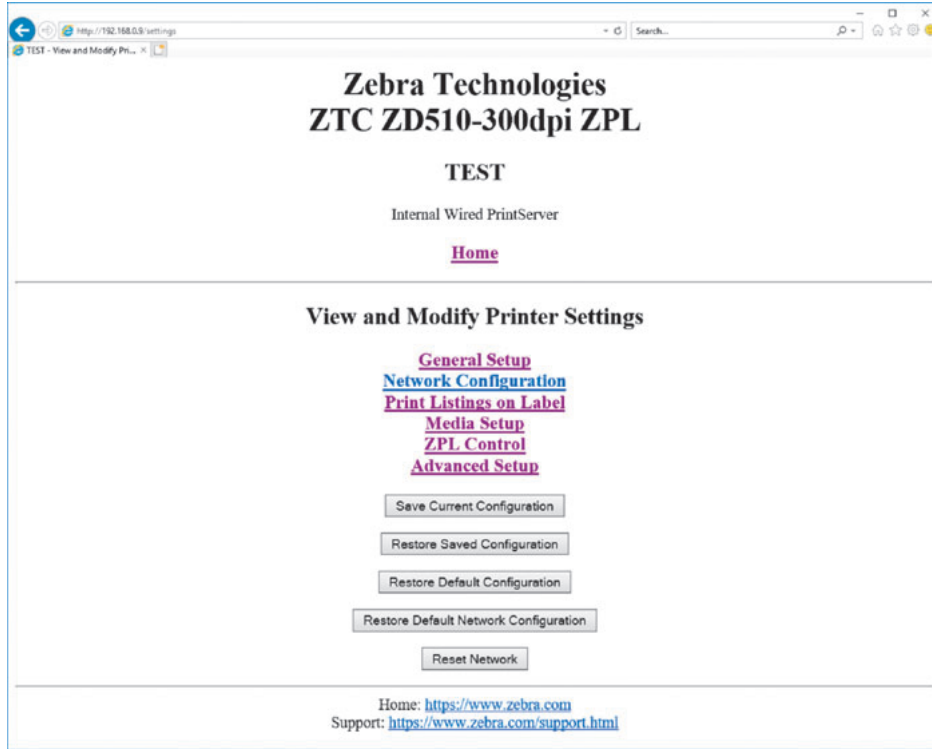 http://192.168.0.9/settings
Search...
TEST - View and Modify Pri...
Zebra Technologies
ZTC ZD510-300dpi ZPL
TEST
Internal Wired PrintServer
Home
View and Modify Printer Settings
General Setup
Network Configuration
Print Listings on Label
Media Setup
ZPL Control
Advanced Setup
Save Current Configuration
Restore Saved Configuration
Restore Default Configuration
Restore Default Network Configuration
Reset Network
Home: https://www.zebra.com
Support: https://www.zebra.com/support.html